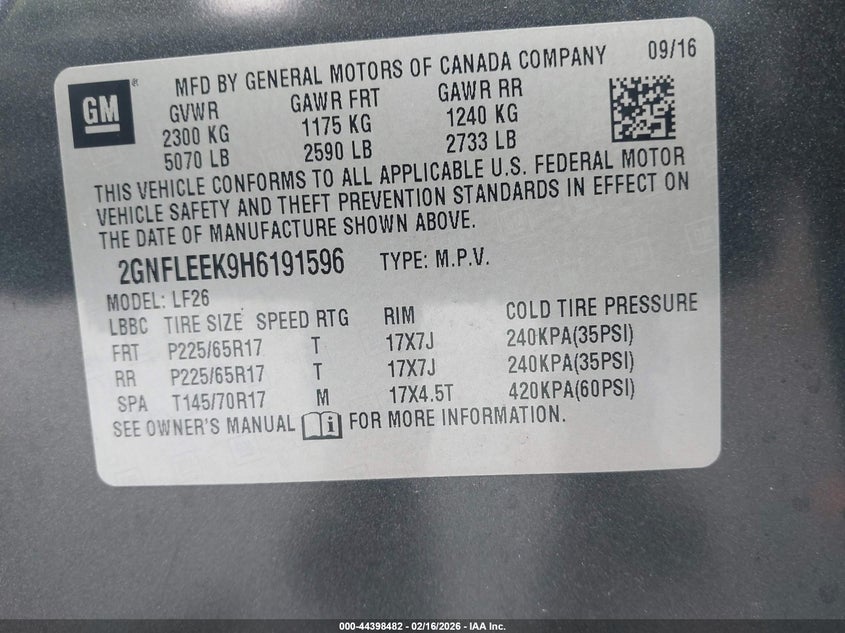 GM
®
MFD BY GENERAL MOTORS OF CANADA COMPANY 09/16
GVWR GAWR FRT GAWR RR
2300 KG 1175 KG 1240 KG
5070 LB 2590 LB 2733 LB
THIS VEHICLE CONFORMS TO ALL APPLICABLE U.S. FEDERAL MOTOR
VEHICLE SAFETY AND THEFT PREVENTION STANDARDS IN EFFECT ON
THE DATE OF MANUFACTURE SHOWN ABOVE.
2GNFLEEK9H6191596 TYPE: M.P.V.
MODEL: LF26
LBBC TIRE SIZE SPEED RTG RIM COLD TIRE PRESSURE
FRT P225/65R17 T 17X7J 240KPA(35PSI)
RR P225/65R17 T 17X7J 240KPA(35PSI)
SPA T145/70R17 M 17X4.5T 420KPA(60PSI)
SEE OWNER'S MANUAL i FOR MORE INFORMATION.
000-44398482 - 02/16/2026 - IAA Inc.